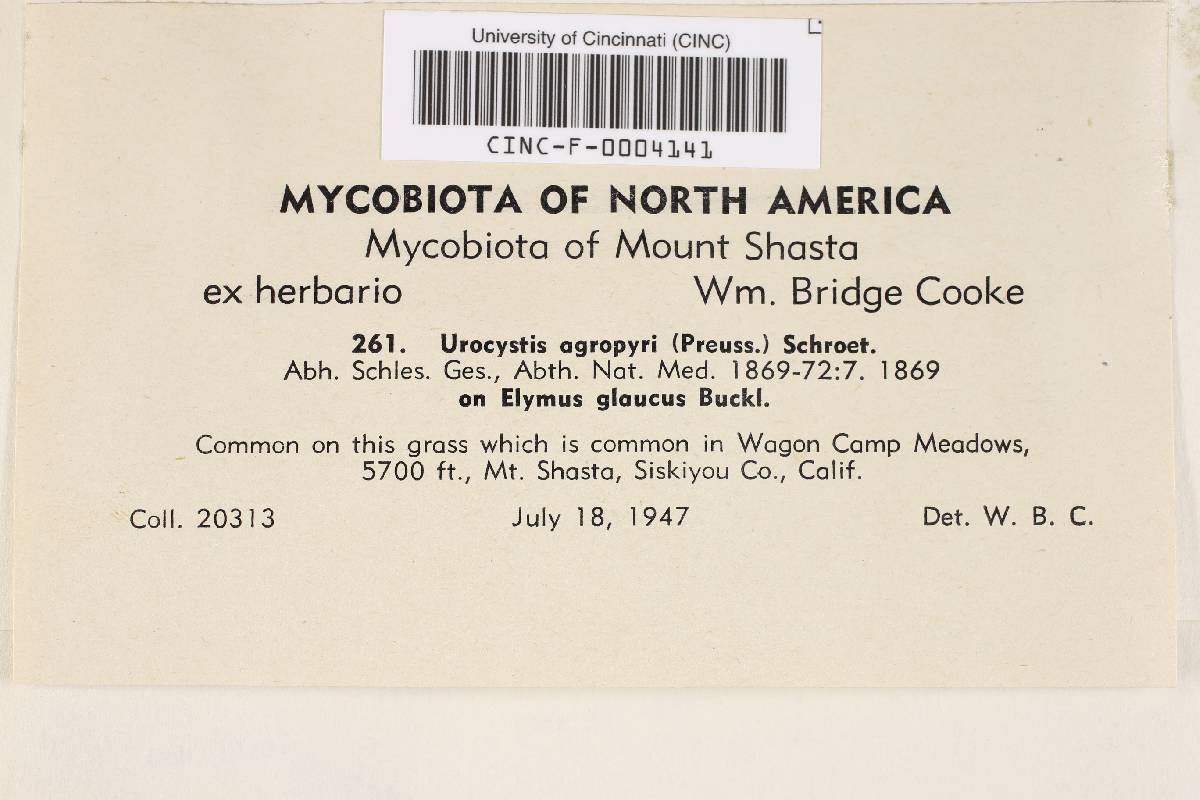 University of Cincinnati (CINC)
CINC-F-0004141
MYCOBIOTA OF NORTH AMERICA
Mycobiota of Mount Shasta
ex herbario Wm. Bridge Cooke
261. Urocystis agropyri (Preuss.) Schroet.
Abh. Schles. Ges., Abth. Nat. Med. 1869-72:7. 1869
on Elymus glaucus Buckl.
Common on this grass which is common in Wagon Camp Meadows,
5700 ft., Mt. Shasta, Siskiyou Co., Calif.
Coll. 20313 July 18, 1947 Det. W. B. C.